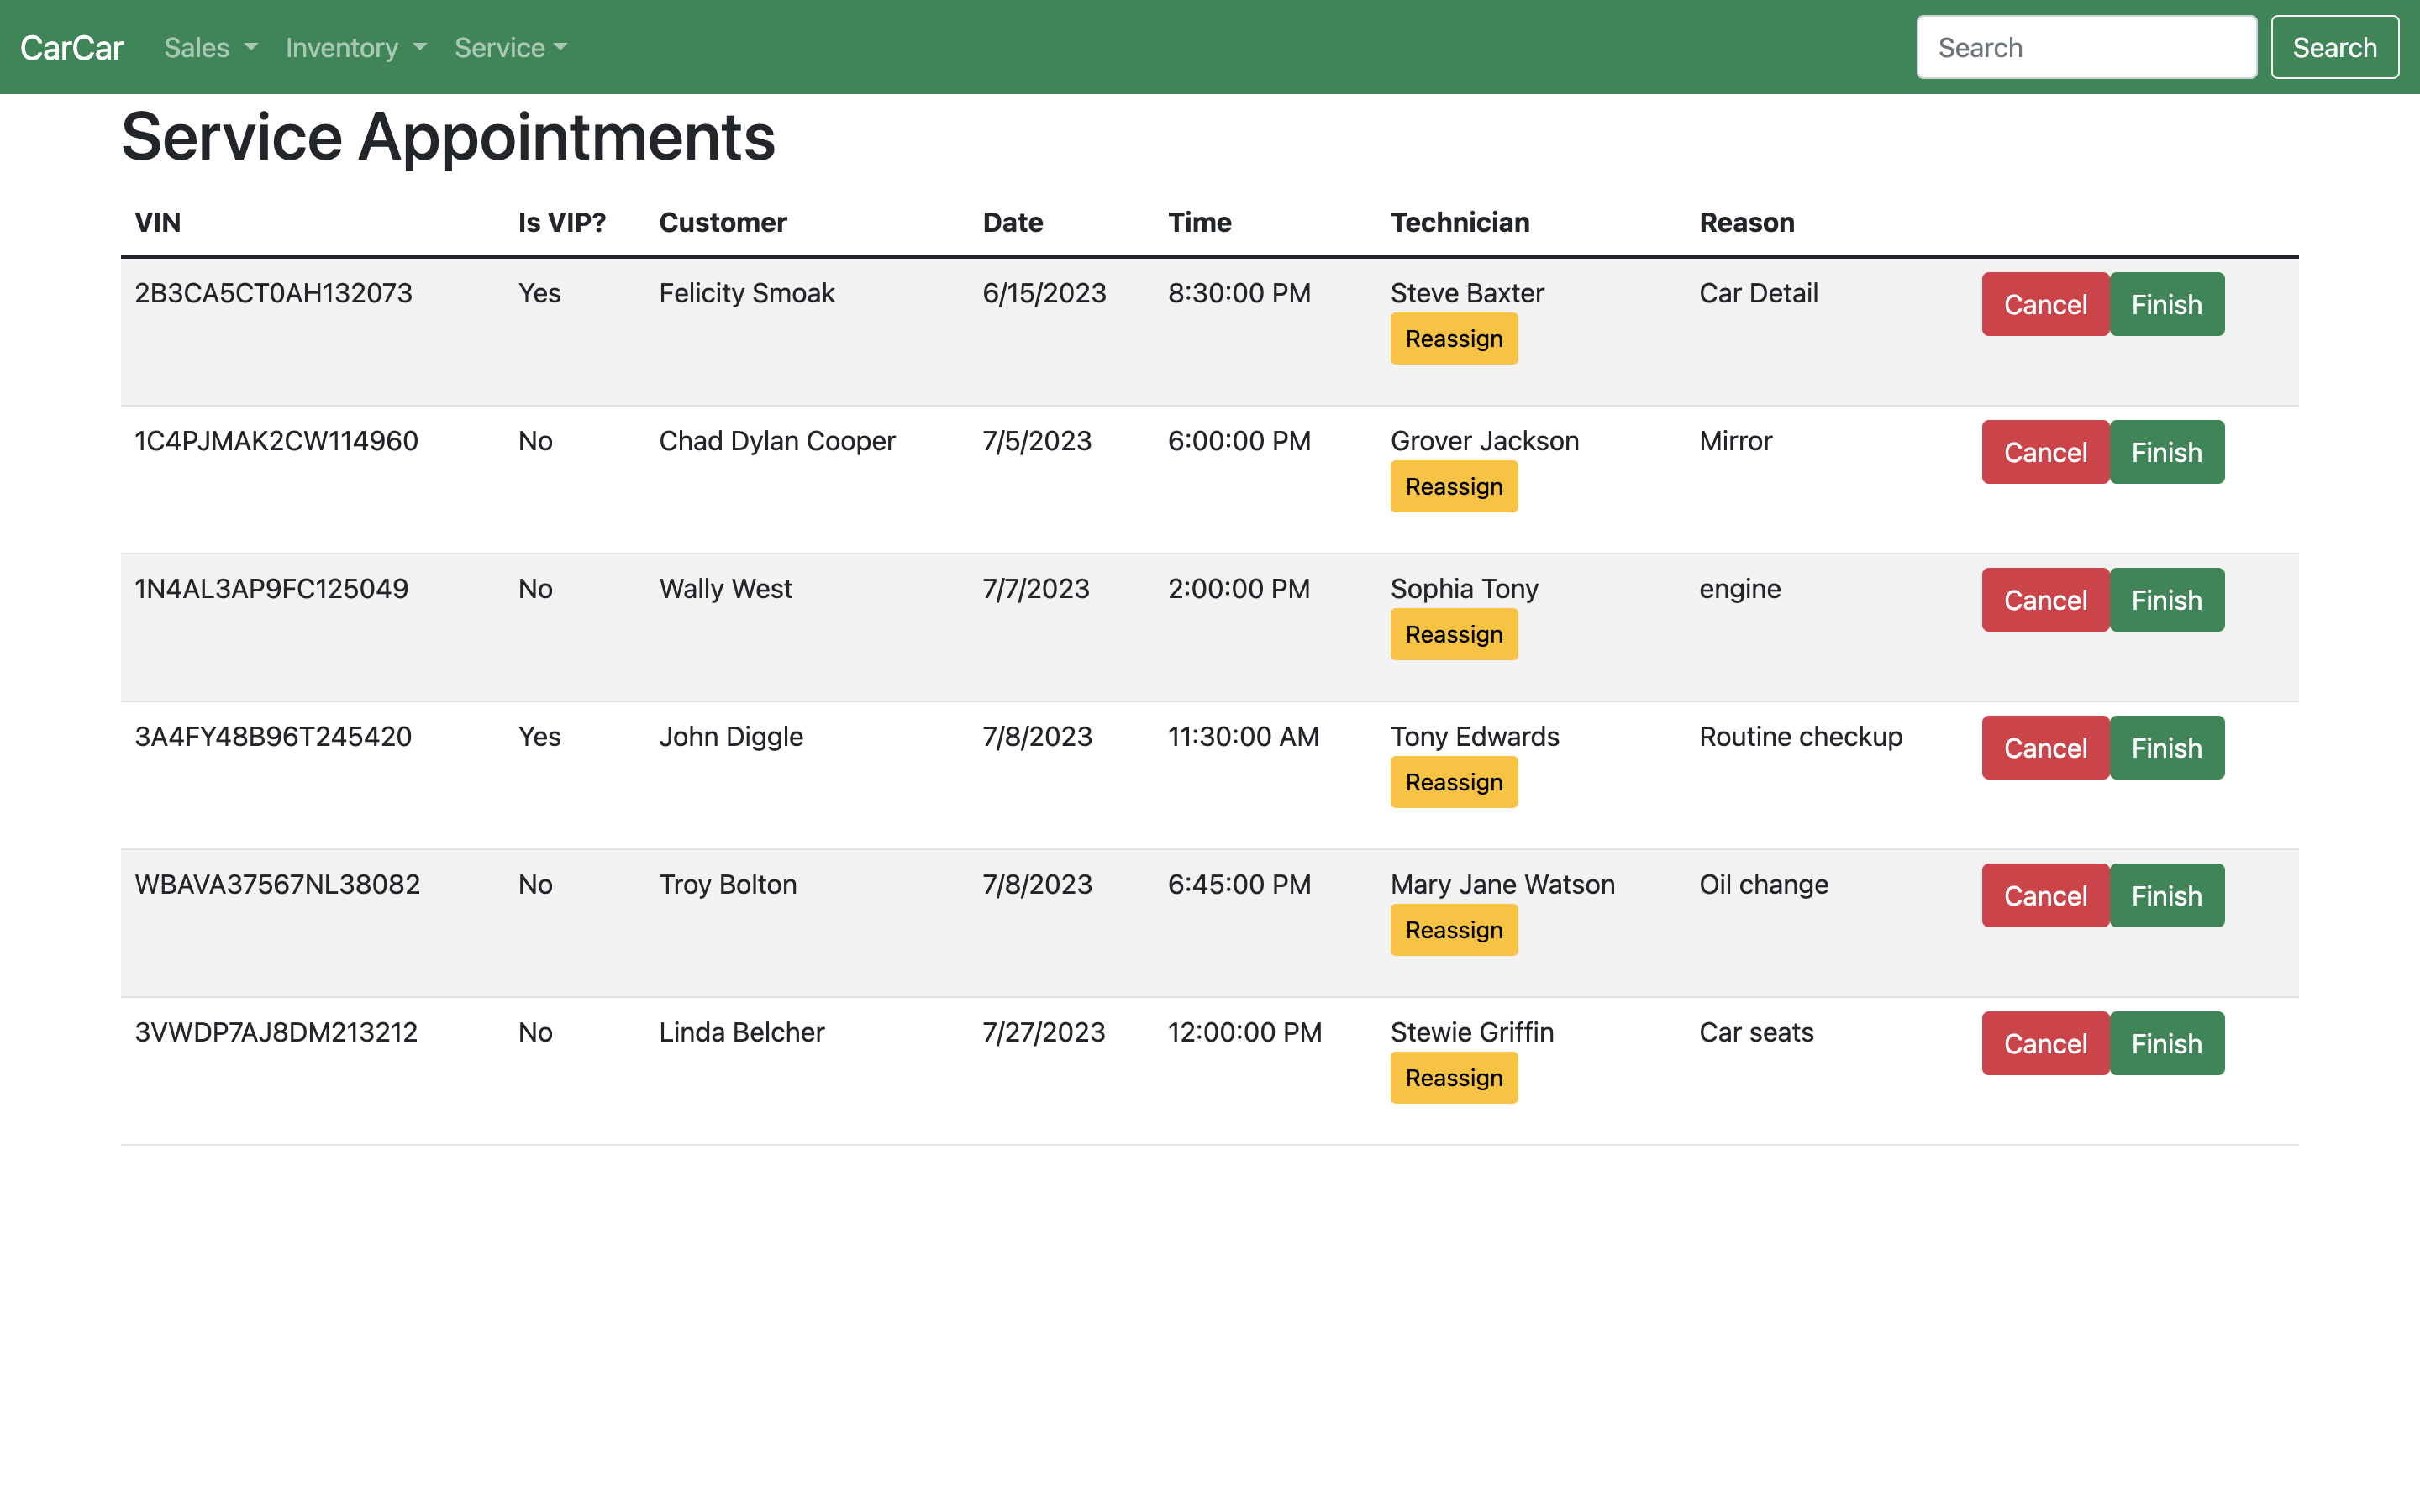 CarCar Sales Inventory Service Search Search
Service Appointments
VIN Is VIP? Customer Date Time Technician Reason
2B3CA5CT0AH132073 Yes Felicity Smoak 6/15/2023 8:30:00 PM Steve Baxter Car Detail Cancel Finish
Reassign
1C4PJMAK2CW114960 No Chad Dylan Cooper 7/5/2023 6:00:00 PM Grover Jackson Mirror Cancel Finish
Reassign
1N4AL3AP9FC125049 No Wally West 7/7/2023 2:00:00 PM Sophia Tony engine Cancel Finish
Reassign
3A4FY48B96T245420 Yes John Diggle 7/8/2023 11:30:00 AM Tony Edwards Routine checkup Cancel Finish
Reassign
WBAVA37567NL38082 No Troy Bolton 7/8/2023 6:45:00 PM Mary Jane Watson Oil change Cancel Finish
Reassign
3VWDP7AJ8DM213212 No Linda Belcher 7/27/2023 12:00:00 PM Stewie Griffin Car seats Cancel Finish
Reassign